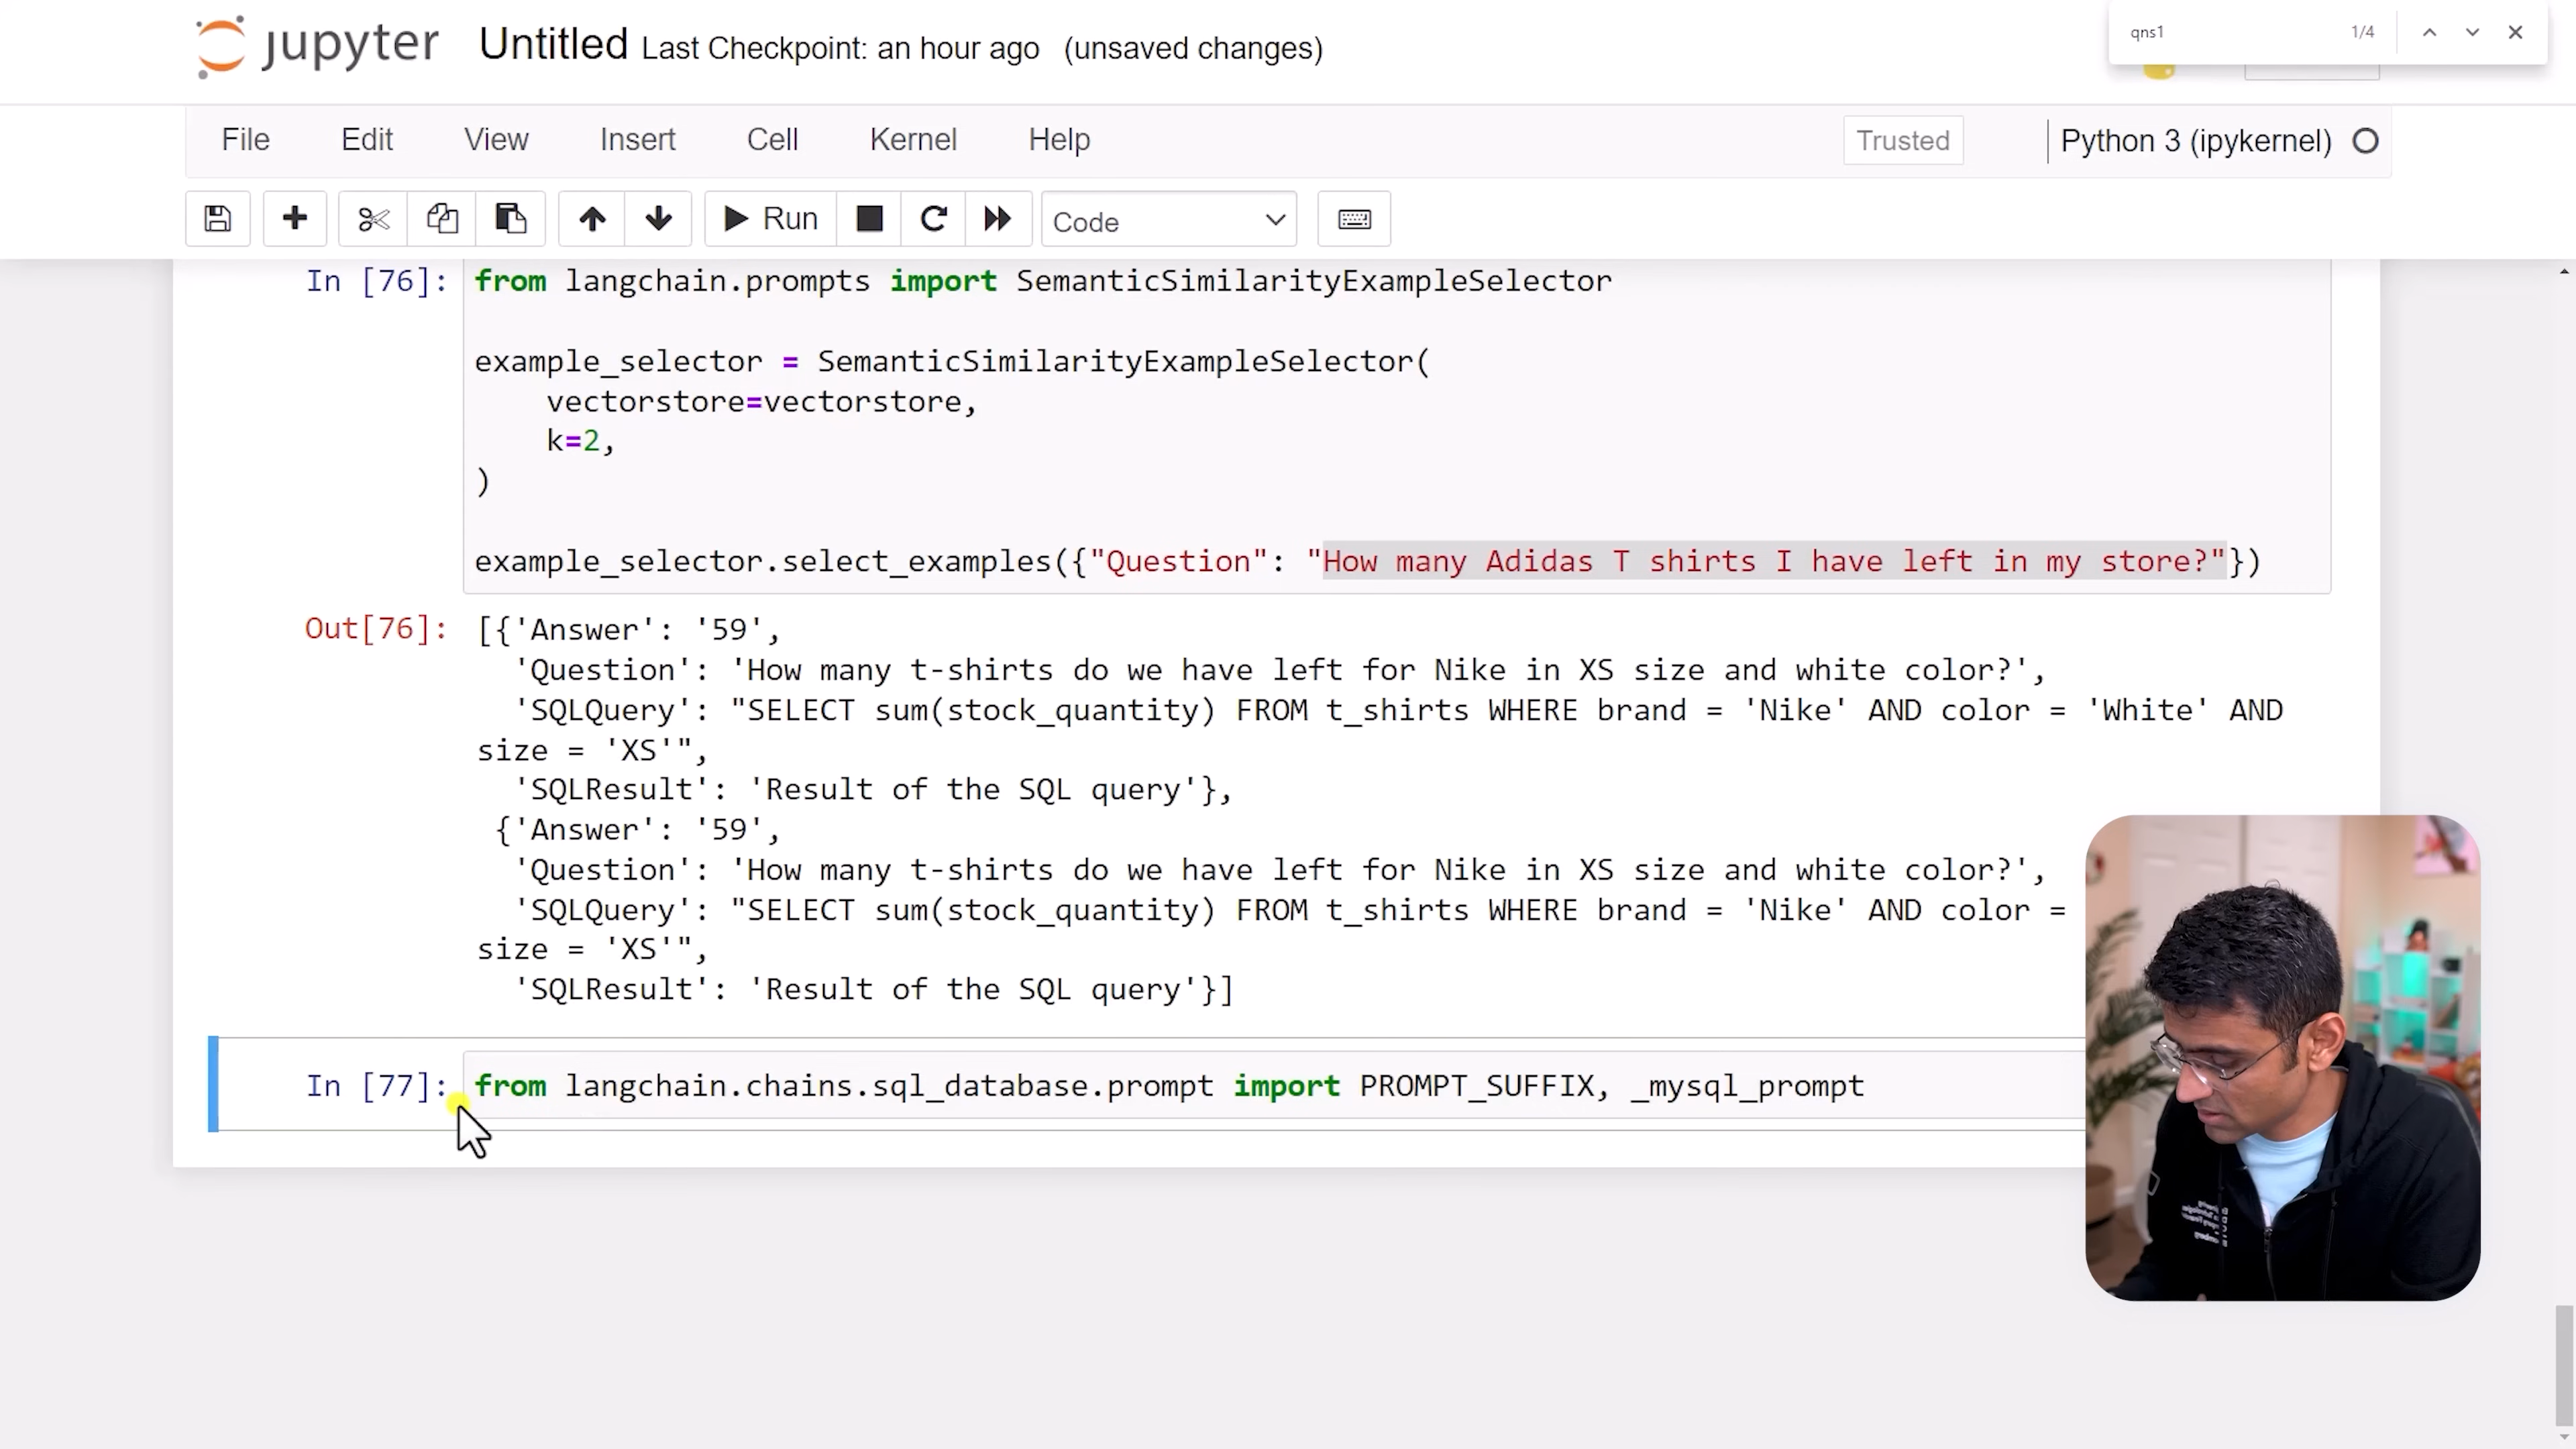 jupyter Untitled Last Checkpoint: an hour ago (unsaved changes)
qns1 1/4
File Edit View Insert Cell Kernel Help Trusted Python 3 (ipykernel)
Run Code
In [76]: from langchain.prompts import SemanticSimilarityExampleSelector
example_selector = SemanticSimilarityExampleSelector(
vectorstore=vectorstore,
k=2,
)
example_selector.select_examples({"Question": "How many Adidas T shirts I have left in my store?"})
Out[76]: [{'Answer': '59',
'Question': 'How many t-shirts do we have left for Nike in XS size and white color?',
'SQLQuery': "SELECT sum(stock_quantity) FROM t_shirts WHERE brand = 'Nike' AND color = 'White' AND
size = 'XS'",
'SQLResult': 'Result of the SQL query'},
{'Answer': '59',
'Question': 'How many t-shirts do we have left for Nike in XS size and white color?',
'SQLQuery': "SELECT sum(stock_quantity) FROM t_shirts WHERE brand = 'Nike' AND color =
size = 'XS'",
'SQLResult': 'Result of the SQL query'}]
In [77]: from langchain.chains.sql_database.prompt import PROMPT_SUFFIX, _mysql_prompt